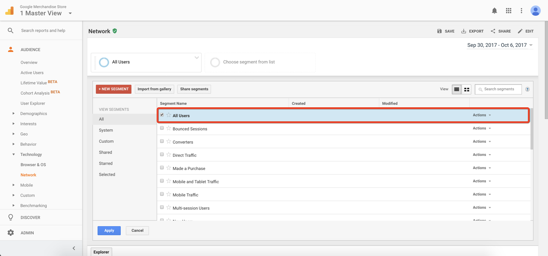 Google Merchandise Store
1 Master View
Search reports and help
AUDIENCE
Overview
Active Users
Lifetime Value BETA
Cohort Analysis BETA
User Explorer
Demographics
Interests
Geo
Behavior
Technology
Browser & OS
Network
Mobile
Custom
Benchmarking
DISCOVER
ADMIN
Network
SAVE
EXPORT
SHARE
EDIT
Sep 30, 2017 - Oct 6, 2017
All Users
Choose segment from list
+ NEW SEGMENT
Import from gallery
Share segments
View:
Search segments
VIEW SEGMENTS
All
System
Custom
Shared
Starred
Selected
Segment Name
Created
Modified
All Users
Actions
Bounced Sessions
Actions
Converters
Actions
Direct Traffic
Actions
Made a Purchase
Actions
Mobile and Tablet Traffic
Actions
Mobile Traffic
Actions
Multi-session Users
Actions
Actions
Apply
Cancel
Explorer